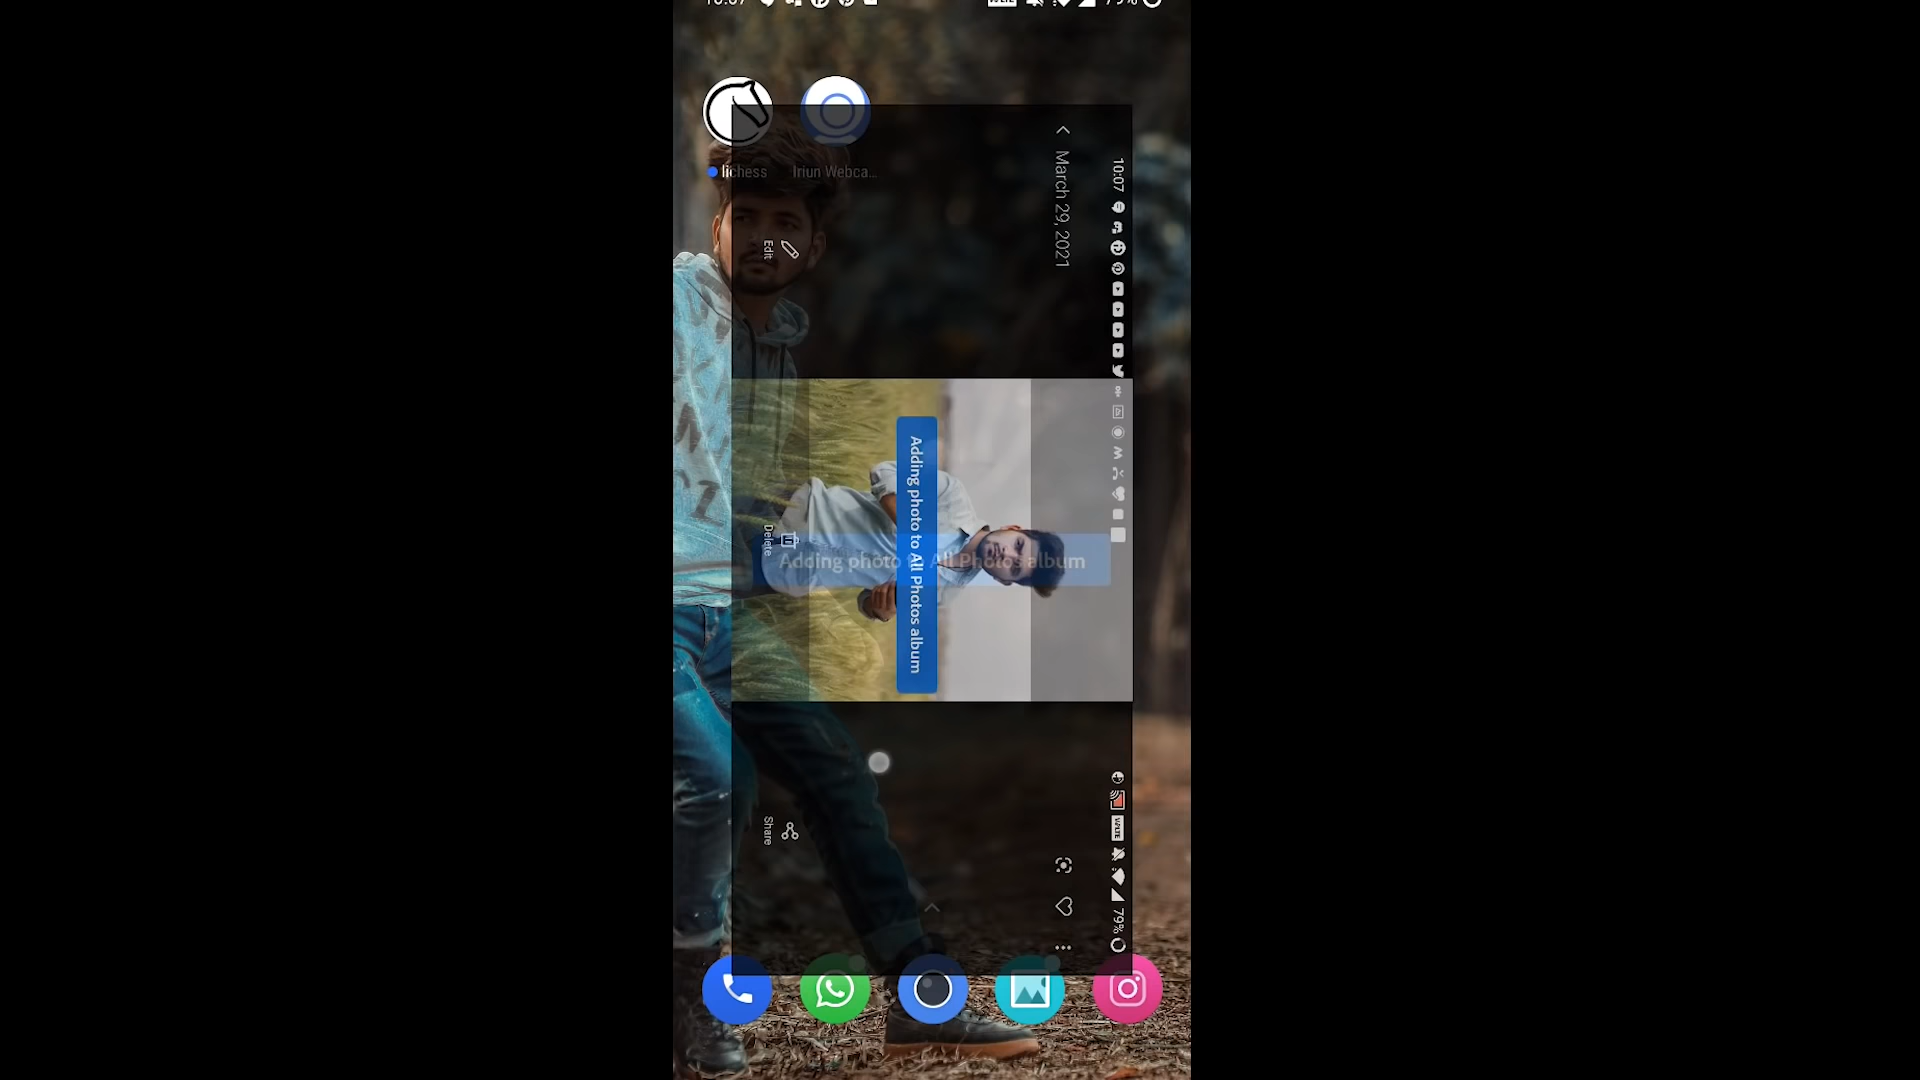 lichess
Iriun Webca...
March 29, 2021
10:07
Edit
Adding photo to All Photos album
Adding photo to All Photos album
Delete
Share
VoLTE
79%